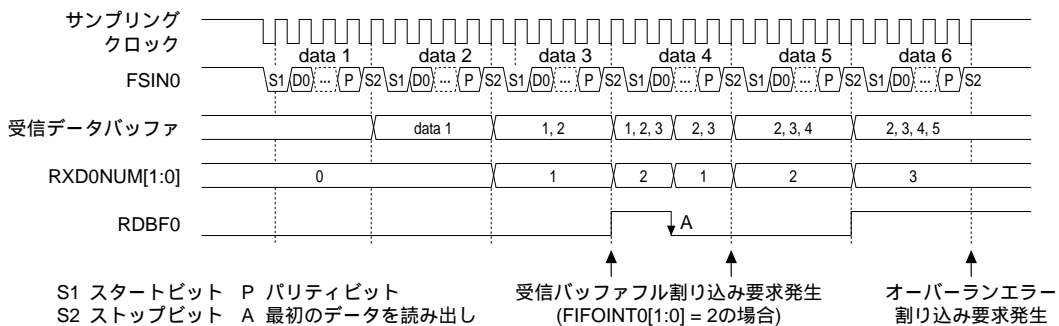 サンプリング
クロック
data 1 data 2 data 3 data 4 data 5 data 6
FSIN0 S1 D0 ... P S2 S1 D0 ... P S2 S1 D0 ... P S2 S1 D0 ... P S2 S1 D0 ... P S2 S1 D0 ... P S2
受信データバッファ data 1 1, 2 1, 2, 3 2, 3 2, 3, 4 2, 3, 4, 5
RXD0NUM[1:0] 0 1 2 1 2 3
RDBF0 A
S1 スタートビット P パリティビット 受信バッファフル割り込み要求発生 オーバーランエラー
S2 ストップビット A 最初のデータを読み出し (FIFOINT0[1:0] = 2の場合) 割り込み要求発生